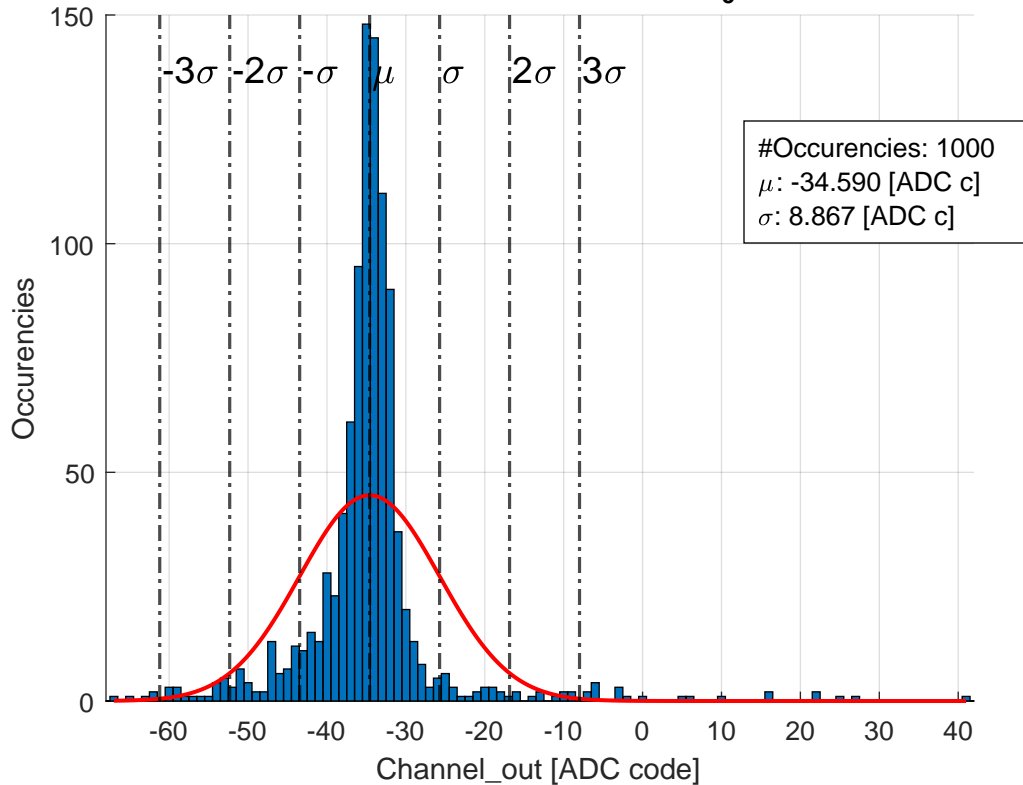 150
100
50
0
-3σ -2σ -σ μ σ 2σ 3σ
#Occurencies: 1000
μ: -34.590 [ADC c]
σ: 8.867 [ADC c]
Occurencies
-60 -50 -40 -30 -20 -10 0 10 20 30 40
Channel_out [ADC code]